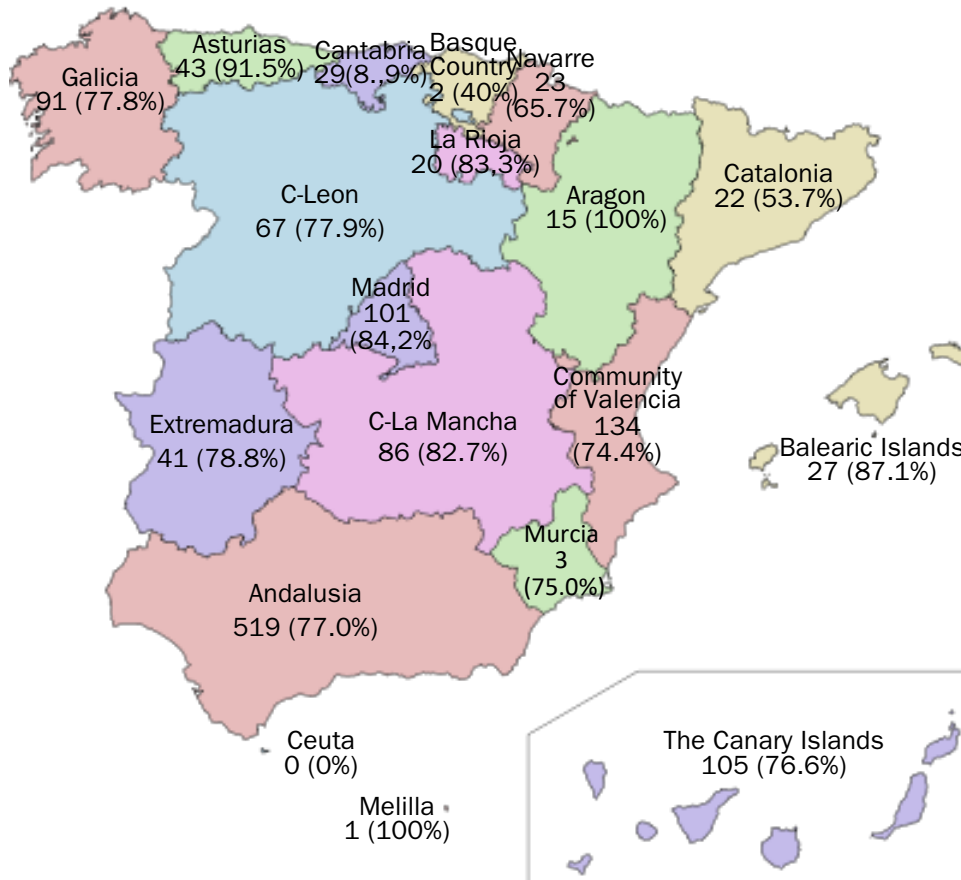 Asturias
43 (91.5%)
Cantabria
29(8.,9%)
Basque
Country
2 (40%)
Navarre
23
(65.7%)
Galicia
91 (77.8%)
La Rioja
20 (83,3%)
C-Leon
67 (77.9%)
Aragon
15 (100%)
Catalonia
22 (53.7%)
Madrid
101
(84,2%
Community
of Valencia
134
(74.4%)
Extremadura
41 (78.8%)
C-La Mancha
86 (82.7%)
Balearic Islands
27 (87.1%)
Murcia
3
(75.0%)
Andalusia
519 (77.0%)
Ceuta
0 (0%)
The Canary Islands
105 (76.6%)
Melilla
1 (100%)